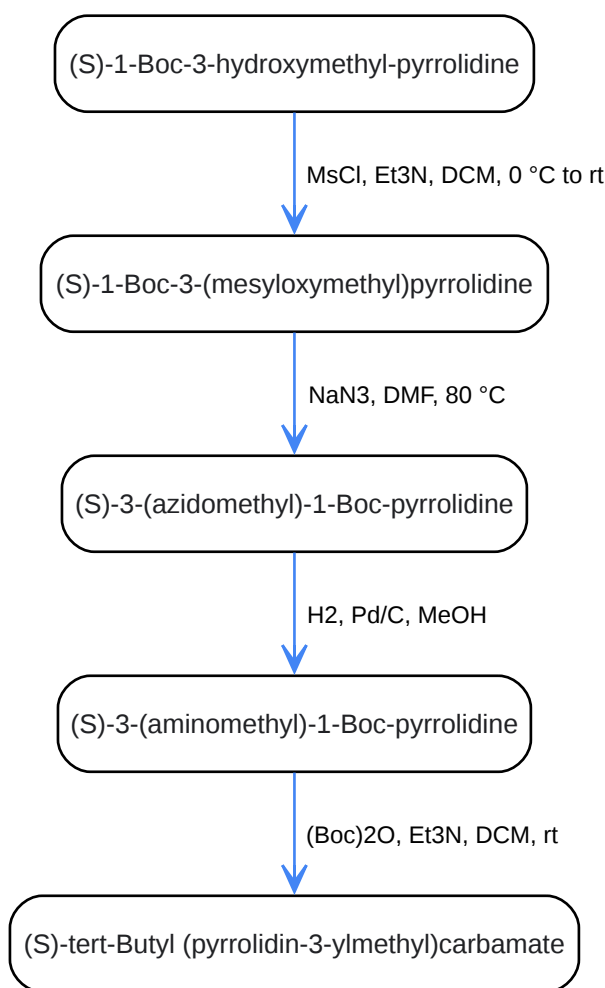 (S)-1-Boc-3-hydroxymethyl-pyrrolidine
MsCl, Et3N, DCM, 0 °C to rt
(S)-1-Boc-3-(mesyloxymethyl)pyrrolidine
NaN3, DMF, 80 °C
(S)-3-(azidomethyl)-1-Boc-pyrrolidine
H2, Pd/C, MeOH
(S)-3-(aminomethyl)-1-Boc-pyrrolidine
(Boc)2O, Et3N, DCM, rt
(S)-tert-Butyl (pyrrolidin-3-ylmethyl)carbamate